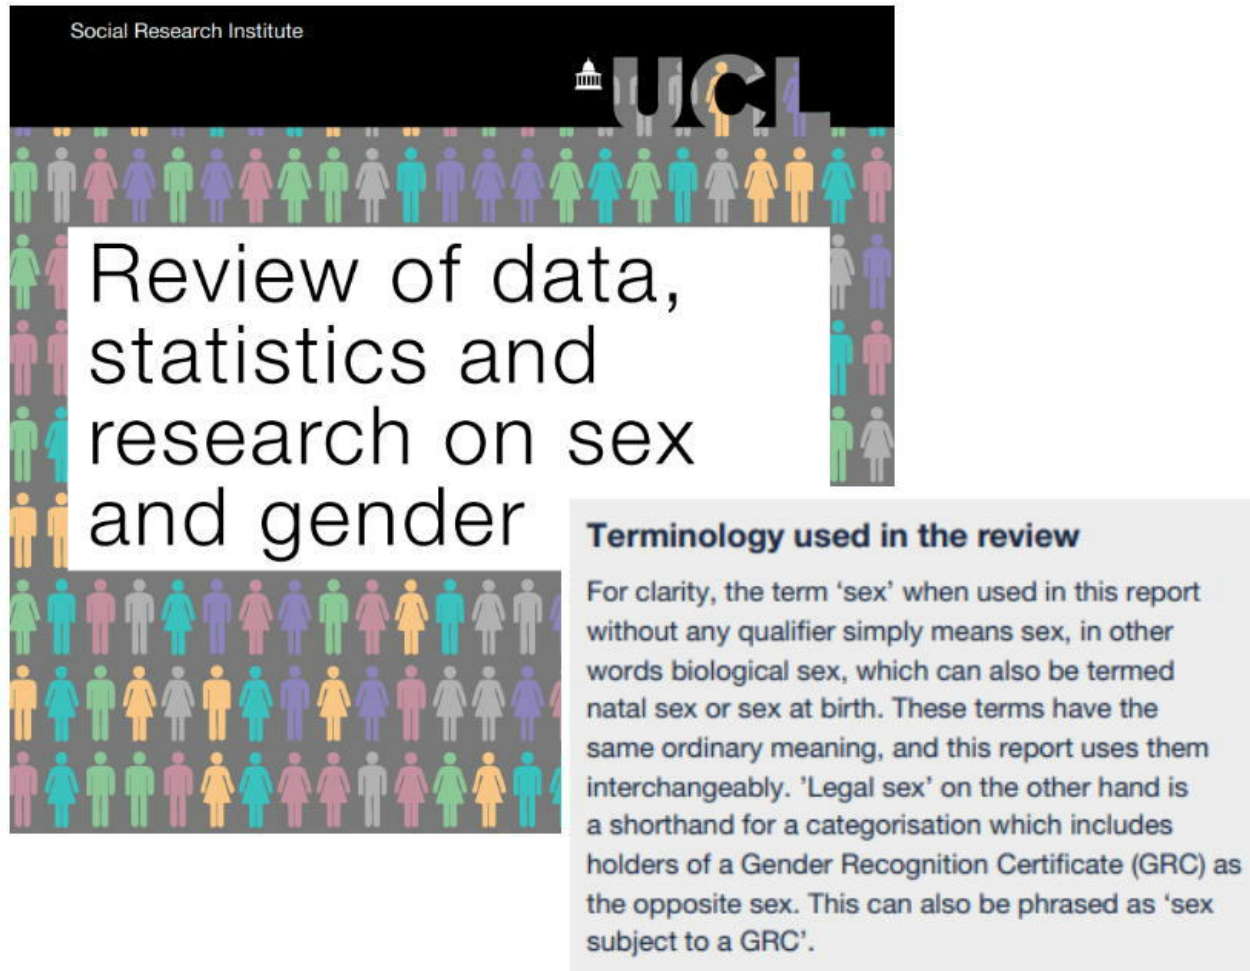 Social Research Institute
UCL
Review of data,
statistics and
research on sex
and gender
Terminology used in the review
For clarity, the term ‘sex’ when used in this report
without any qualifier simply means sex, in other
words biological sex, which can also be termed
natal sex or sex at birth. These terms have the
same ordinary meaning, and this report uses them
interchangeably. ’Legal sex’ on the other hand is
a shorthand for a categorisation which includes
holders of a Gender Recognition Certificate (GRC) as
the opposite sex. This can also be phrased as ‘sex
subject to a GRC’.